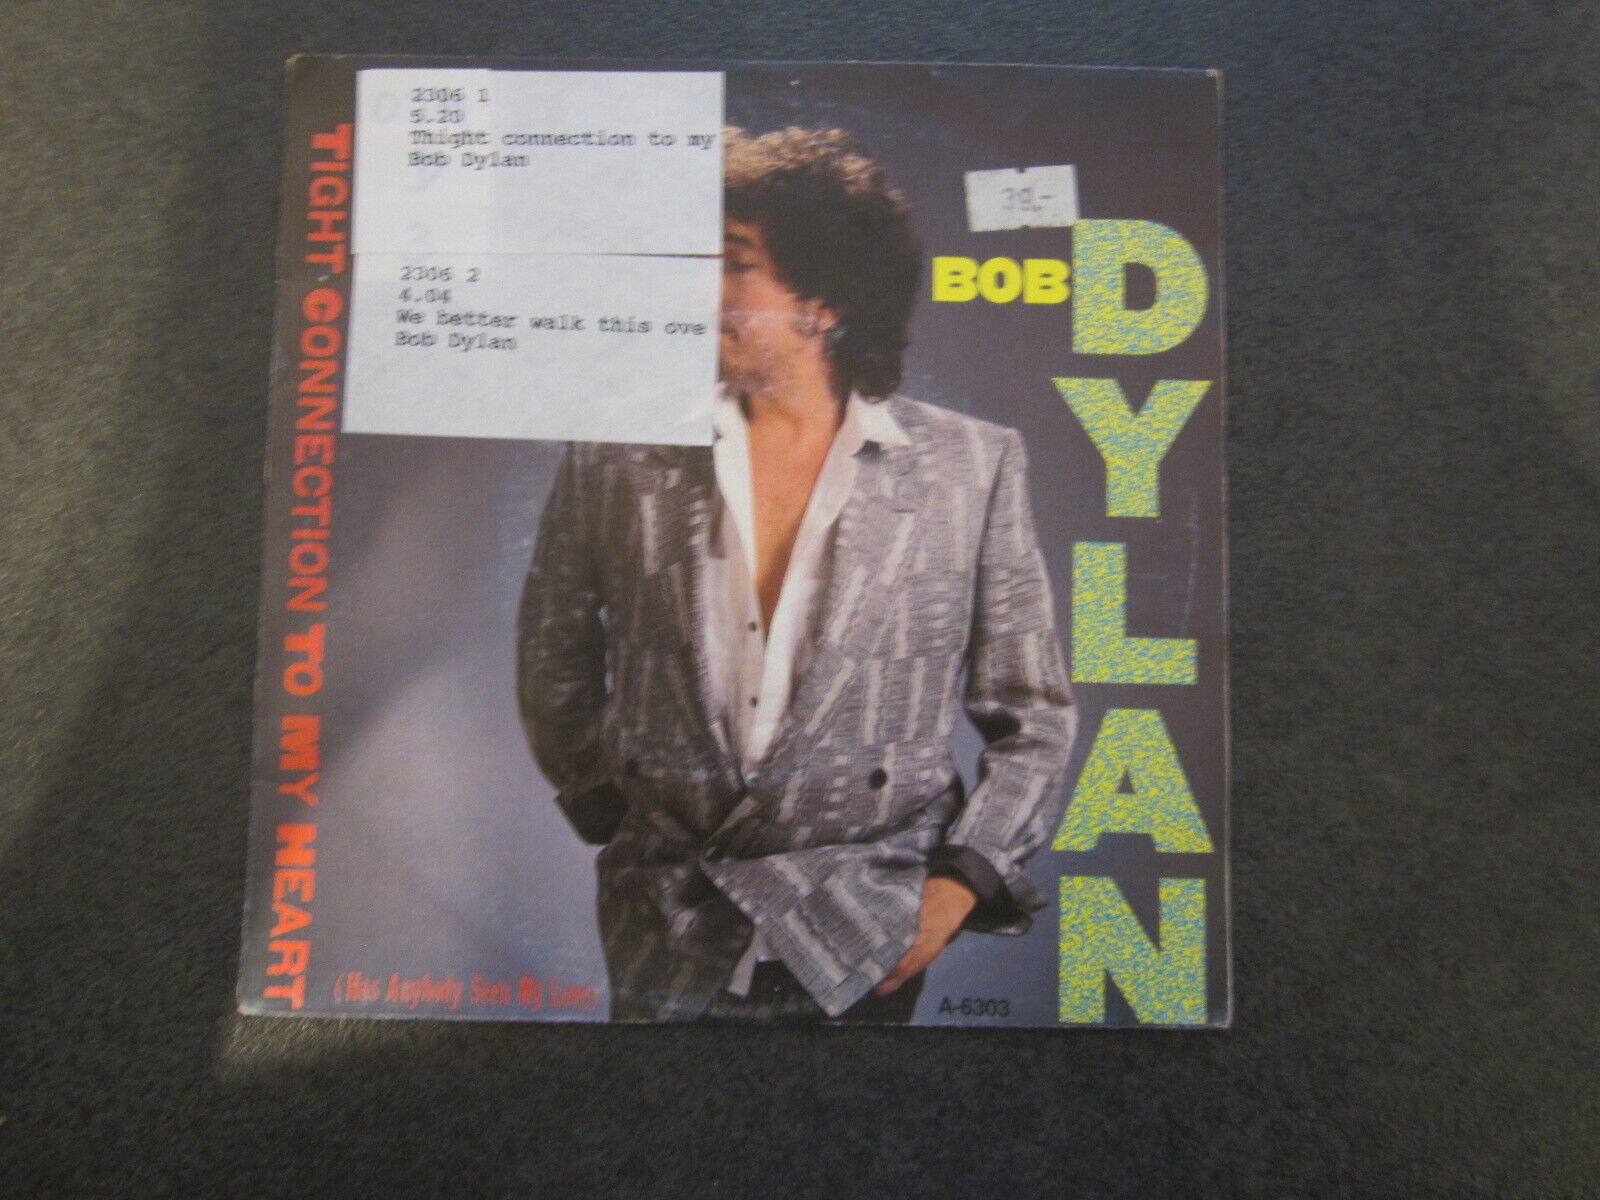 2306 1
5.20
Thight connection to my
Bob Dylan
2306 2
4.04
We better walk this ove
Bob Dylan
39.-
BOB
DYLAN
TIGHT CONNECTION TO MY HEART
(Has Anybody Seen My Love)
A-6303